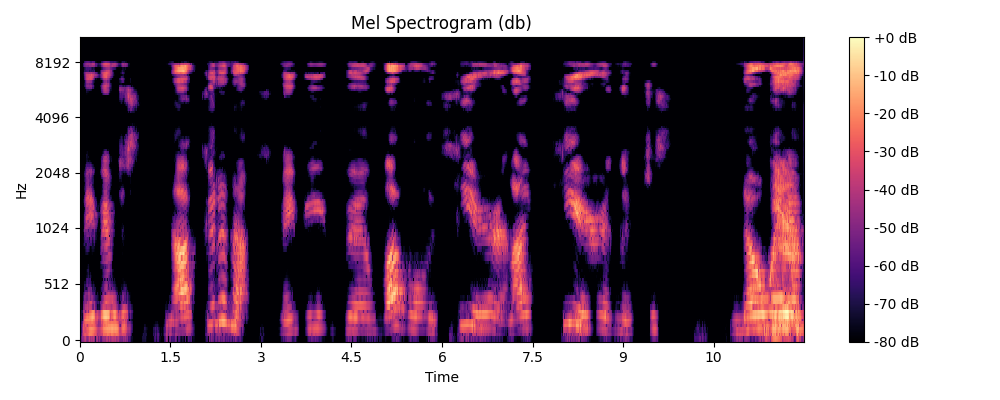 Mel Spectrogram (db)
8192
4096
2048
1024
512
0
Hz
0 1.5 3 4.5 6 7.5 9 10
Time
+0 dB
-10 dB
-20 dB
-30 dB
-40 dB
-50 dB
-60 dB
-70 dB
-80 dB